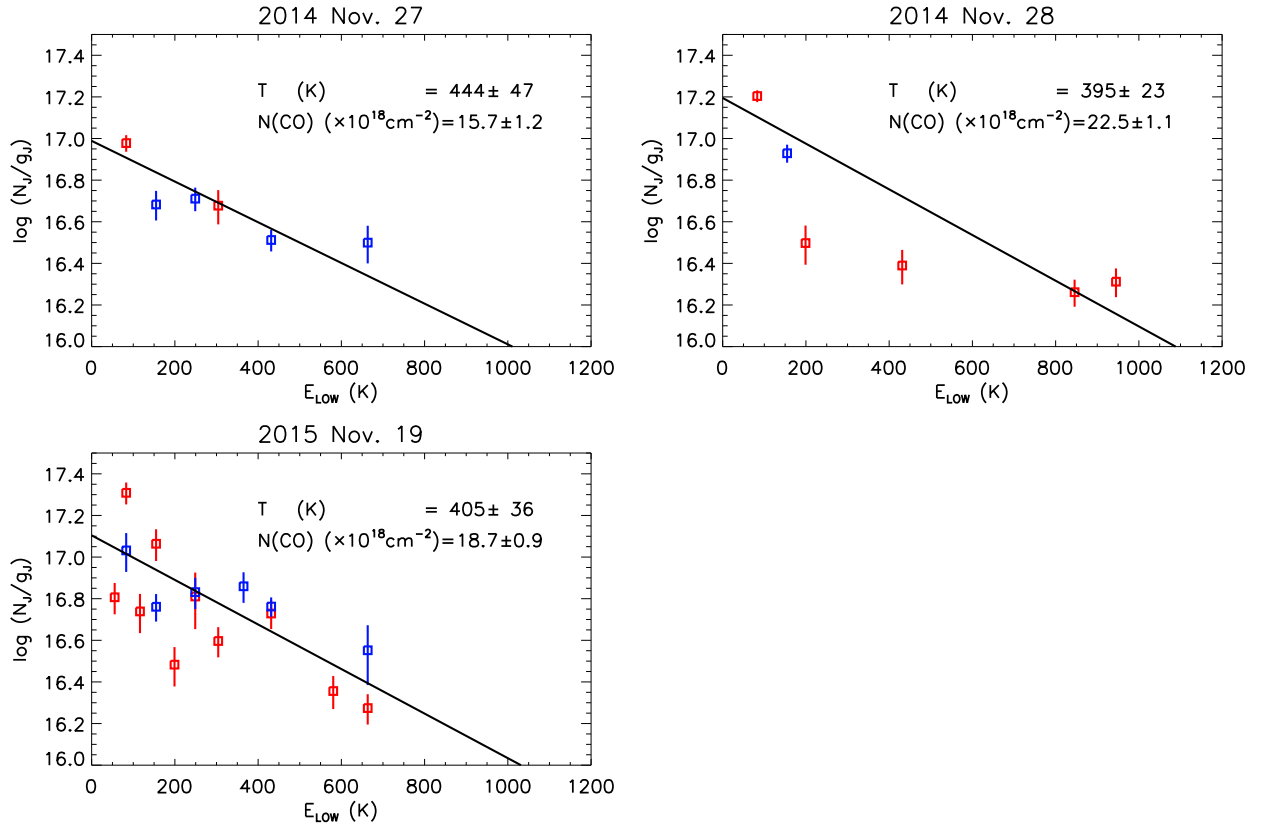 2014 Nov. 27
17.4
17.2
17.0
16.8
16.6
16.4
16.2
16.0
log (N_J/g_J)
T (K) = 444± 47
N(CO) (×10^18cm^-2)=15.7±1.2
0 200 400 600 800 1000 1200
E_LOW (K)
2014 Nov. 28
17.4
17.2
17.0
16.8
16.6
16.4
16.2
16.0
log (N_J/g_J)
T (K) = 395± 23
N(CO) (×10^18cm^-2)=22.5±1.1
0 200 400 600 800 1000 1200
E_LOW (K)
2015 Nov. 19
17.4
17.2
17.0
16.8
16.6
16.4
16.2
16.0
log (N_J/g_J)
T (K) = 405± 36
N(CO) (×10^18cm^-2)=18.7±0.9
0 200 400 600 800 1000 1200
E_LOW (K)